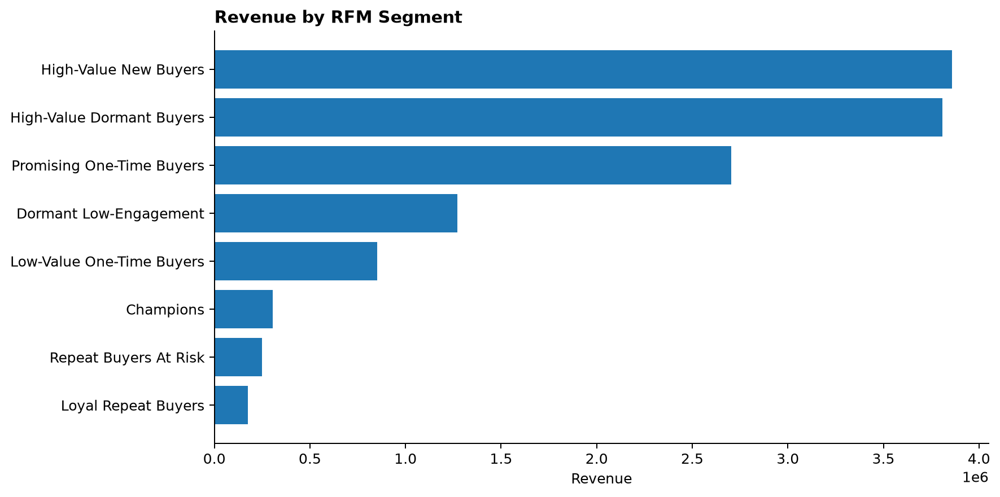 Revenue by RFM Segment
High-Value New Buyers
High-Value Dormant Buyers
Promising One-Time Buyers
Dormant Low-Engagement
Low-Value One-Time Buyers
Champions
Repeat Buyers At Risk
Loyal Repeat Buyers
0.0 0.5 1.0 1.5 2.0 2.5 3.0 3.5 4.0
1e6
Revenue